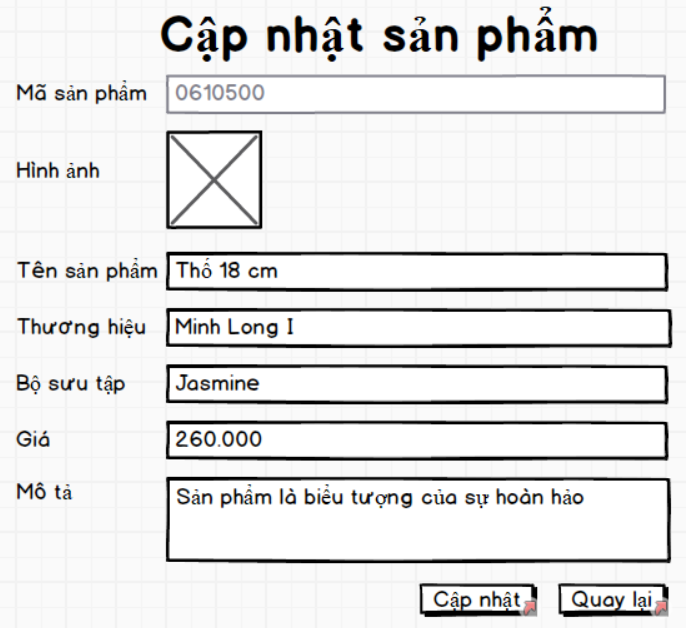 Cập nhật sản phẩm
Mã sản phẩm 0610500
Hình ảnh
Tên sản phẩm Thố 18 cm
Thương hiệu Minh Long I
Bộ sưu tập Jasmine
Giá 260.000
Mô tả Sản phẩm là biểu tượng của sự hoàn hảo
Cập nhật Quay lại